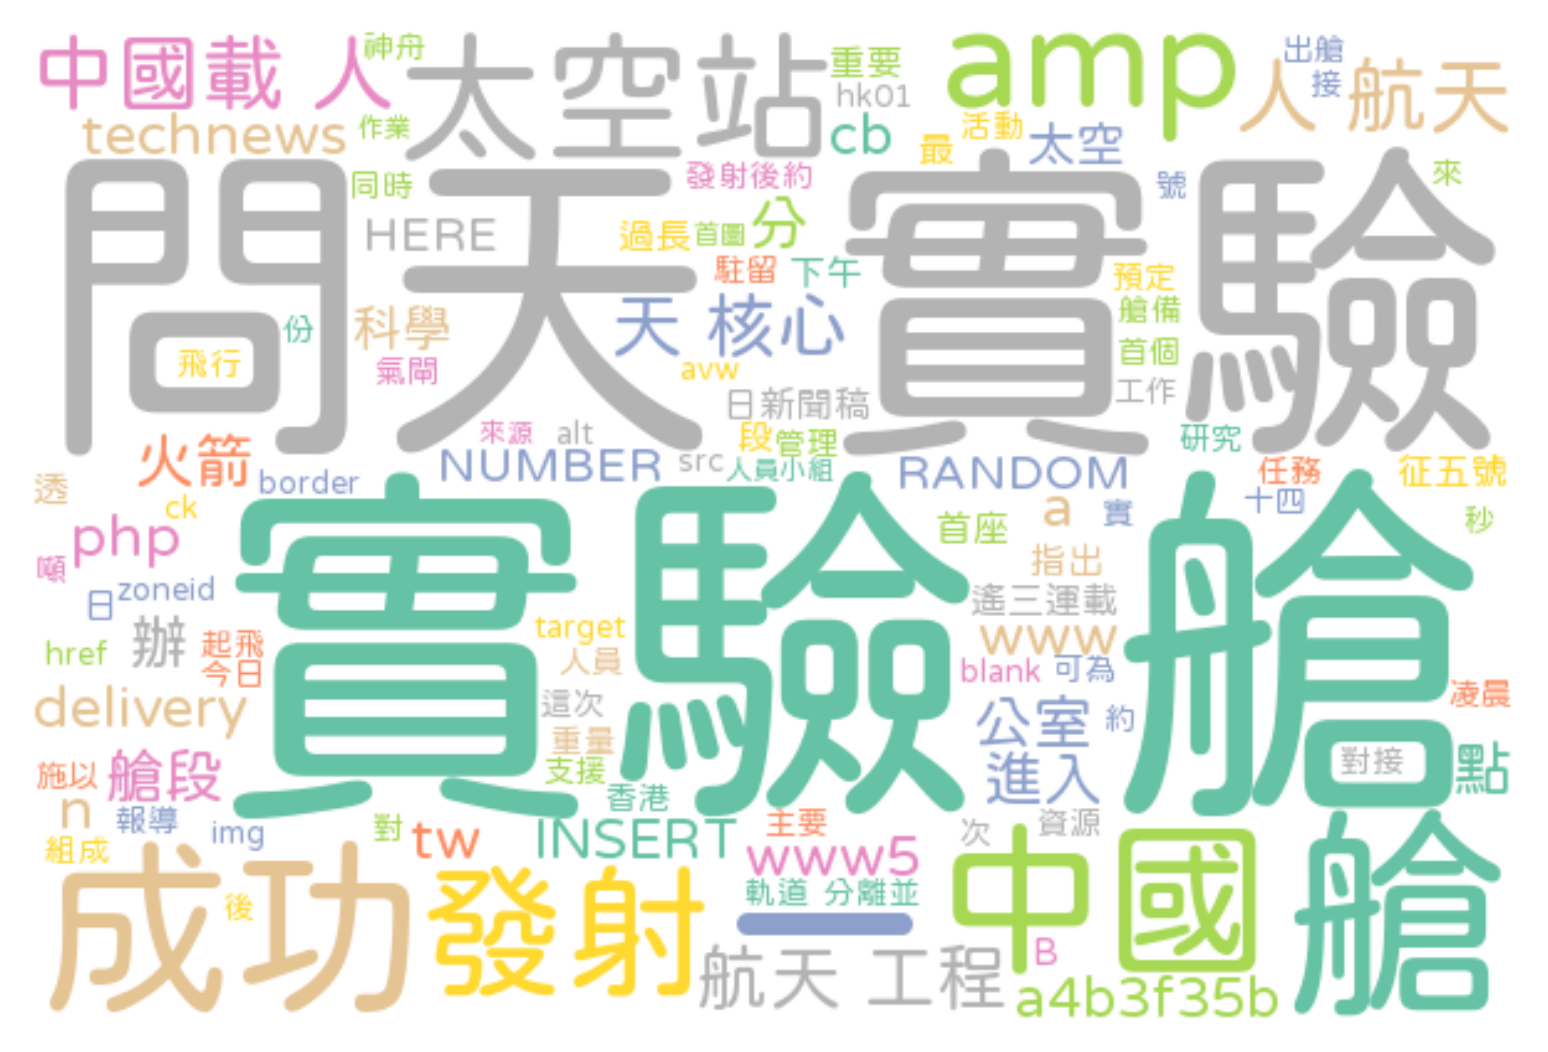 中國載 人
神舟
太空站
重要
amp
出艙
接
人 航天
hk01
technews
作業
cb
最
活動
太空
問天實驗
同時
發射後約
號
來
HERE
過長
首圖
分
駐留
下午
預定
份
科學
天 核心
艙備
飛行
氣閘
avw
首個
日新聞稿
工作
火箭
來源
alt
段
管理
研究
border
NUMBER
src
人員小組
RANDOM
任務
征五號
透
ck
十四
實驗艙
php
首座
a
實
秒
噸
指出
日
zoneid
遙三運載
href
辦
起飛
今日
target
人員
www
blank
可為
delivery
這次
公室
約
凌晨
重量
艙段
支援
進入
對接
點
施以
n
報導
img
香港
組成
對
tw
INSERT
主要
www5
次
資源
成功
後
發射
軌道 分離並
一
中國
艙
航天 工程
B
a4b3f35b